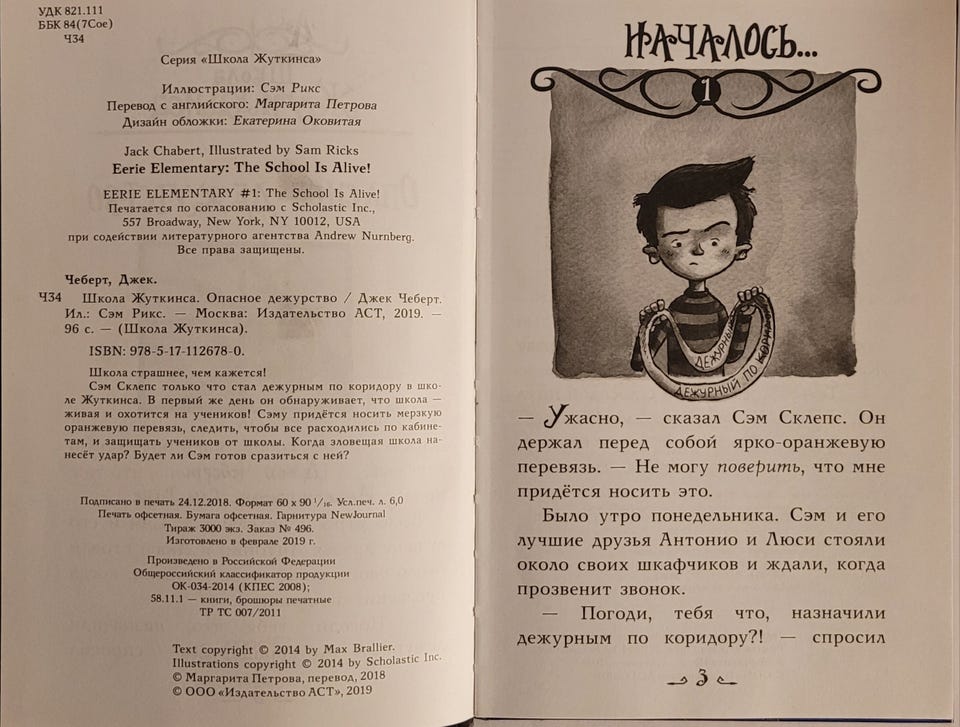 УДК 821.111
ББК 84(7Сое)
Ч34
Серия «Школа Жуткинса»
Иллюстрации: Сэм Рикс
Перевод с английского: Маргарита Петрова
Дизайн обложки: Екатерина Оковитая
Jack Chabert, Illustrated by Sam Ricks
Eerie Elementary: The School Is Alive!
EERIE ELEMENTARY #1: The School Is Alive!
Печатается по согласованию с Scholastic Inc.,
557 Broadway, New York, NY 10012, USA
при содействии литературного агентства Andrew Nurnberg.
Все права защищены.
Чеберт, Джек.
Ч34 Школа Жуткинса. Опасное дежурство / Джек Чеберт.
Ил.: Сэм Рикс. — Москва: Издательство АСТ, 2019. —
96 с. — (Школа Жуткинса).
ISBN: 978-5-17-112678-0.
Школа страшнее, чем кажется!
Сэм Склепс только что стал дежурным по коридору в шко-
ле Жуткинса. В первый же день он обнаруживает, что школа —
живая и охотится на учеников! Сэму придётся носить мерзкую
оранжевую перевязь, следить, чтобы все расходились по кабине-
там, и защищать учеников от школы. Когда зловещая школа на-
несёт удар? Будет ли Сэм готов сразиться с ней?
Подписано в печать 24.12.2018. Формат 60 х 90 1/16. Усл.печ. л. 6,0
Печать офсетная. Бумага офсетная. Гарнитура NewJournal
Тираж 3000 экз. Заказ № 496.
Изготовлено в феврале 2019 г.
Произведено в Российской Федерации
Общероссийский классификатор продукции
ОК-034-2014 (КПЕС 2008);
58.11.1 — книги, брошюры печатные
ТР ТС 007/2011
Text copyright © 2014 by Max Brallier.
Illustrations copyright © 2014 by Scholastic Inc.
© Маргарита Петрова, перевод, 2018
© ООО «Издательство АСТ», 2019
НАЧАЛОСЬ...
1
ДЕЖУРНЫЙ
ДЕЖУРНЫЙ ПО КОРИДО
— Ужасно, — сказал Сэм Склепс. Он
держал перед собой ярко-оранжевую
перевязь. — Не могу поверить, что мне
придётся носить это.
Было утро понедельника. Сэм и его
лучшие друзья Антонио и Люси стояли
около своих шкафчиков и ждали, когда
прозвенит звонок.
— Погоди, тебя что, назначили
дежурным по коридору?! — спросил
3